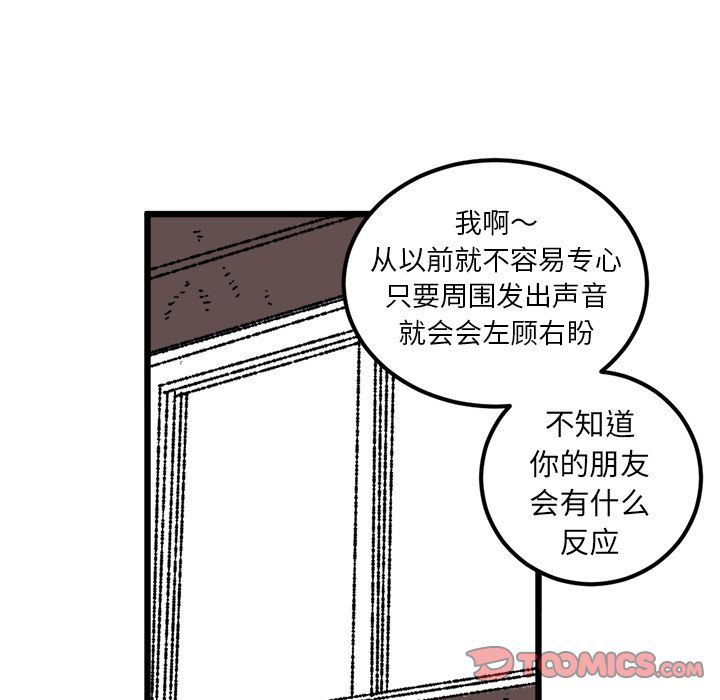 我啊～
从以前就不容易专心
只要周围发出声音
就会会左顾右盼
不知道
你的朋友
会有什么
反应
TOOMICS.COM